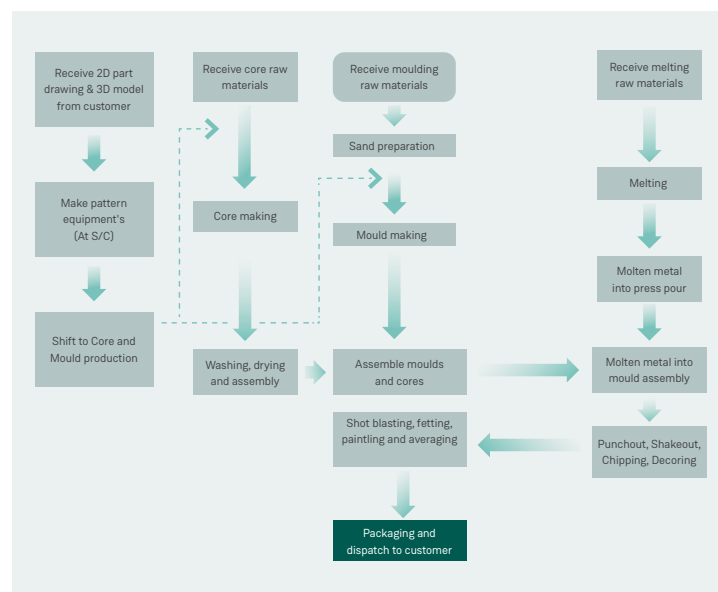 Receive 2D part
drawing & 3D model
from customer
Make pattern
equipment's
(At S/C)
Shift to Core and
Mould production
Receive core raw
materials
Core making
Washing, drying
and assembly
Receive moulding
raw materials
Sand preparation
Mould making
Assemble moulds
and cores
Shot blasting, fetting,
paintling and averaging
Packaging and
dispatch to customer
Receive melting
raw materials
Melting
Molten metal
into press pour
Molten metal into
mould assembly
Punchout, Shakeout,
Chipping, Decoring